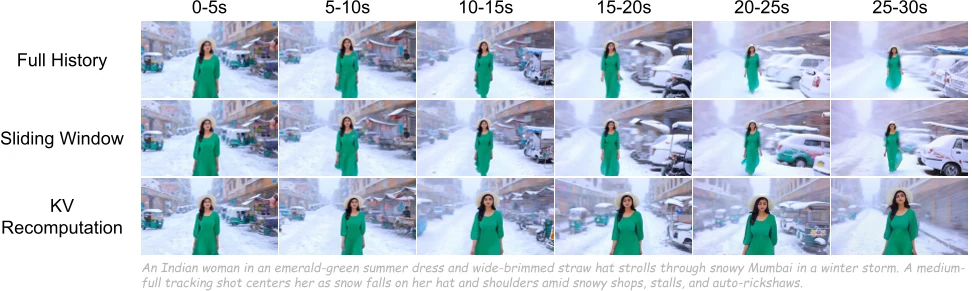 0-5s 5-10s 10-15s 15-20s 20-25s 25-30s
Full History
Sliding Window
KV
Recomputation
An Indian woman in an emerald-green summer dress and wide-brimmed straw hat strolls through snowy Mumbai in a winter storm. A medium-
full tracking shot centers her as snow falls on her hat and shoulders amid snowy shops, stalls, and auto-rickshaws.